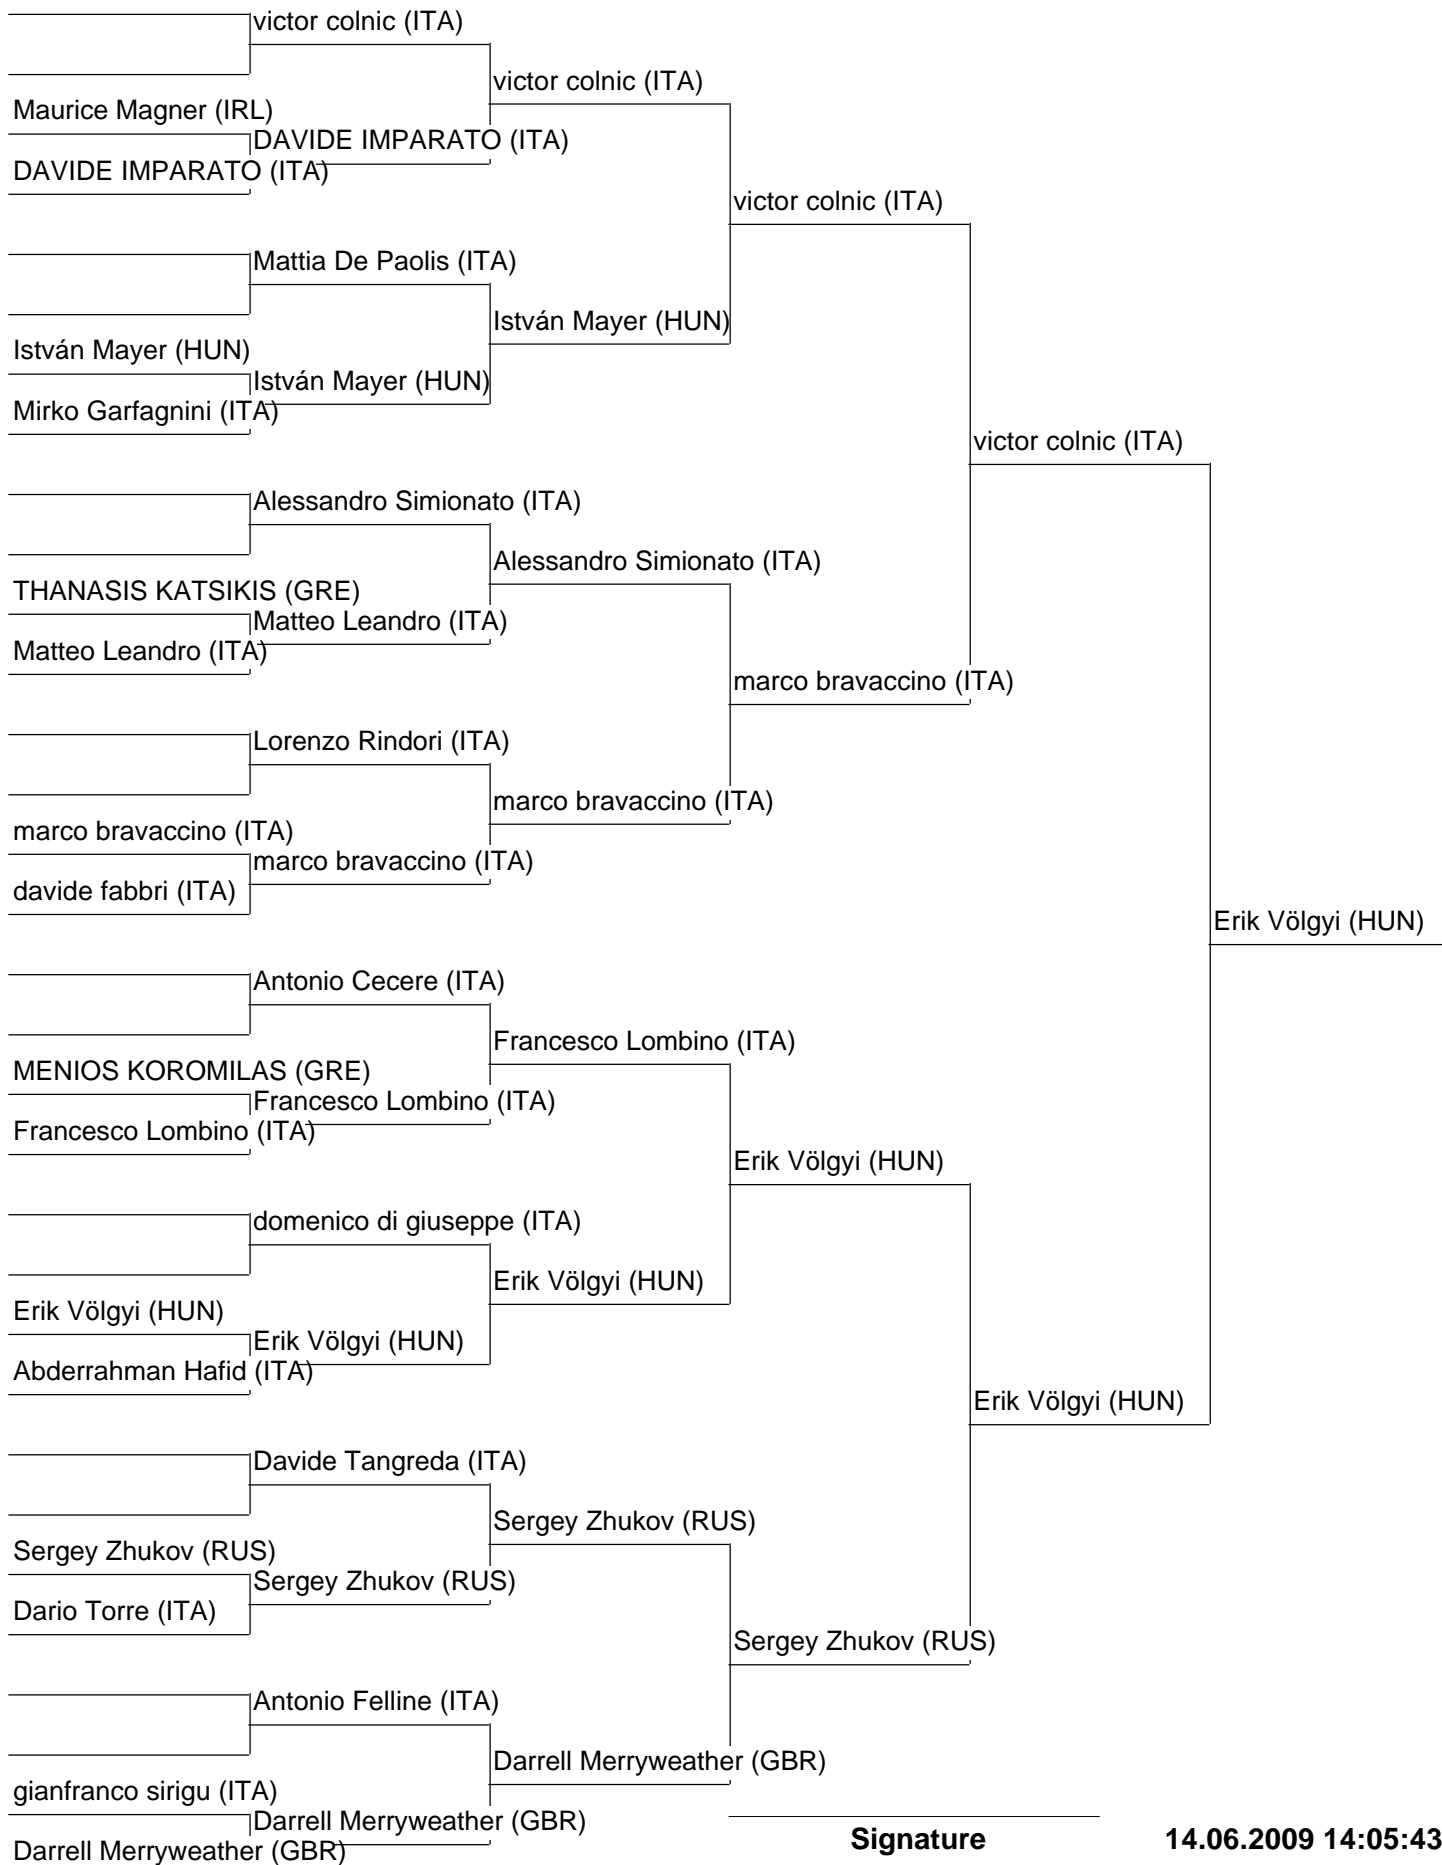 victor colnic (ITA)
victor colnic (ITA)
Maurice Magner (IRL)
DAVIDE IMPARATO (ITA)
DAVIDE IMPARATO (ITA)
victor colnic (ITA)
Mattia De Paolis (ITA)
István Mayer (HUN)
István Mayer (HUN)
István Mayer (HUN)
Mirko Garfagnini (ITA)
victor colnic (ITA)
Alessandro Simionato (ITA)
Alessandro Simionato (ITA)
THANASIS KATSIKIS (GRE)
Matteo Leandro (ITA)
Matteo Leandro (ITA)
marco bravaccino (ITA)
Lorenzo Rindori (ITA)
marco bravaccino (ITA)
marco bravaccino (ITA)
marco bravaccino (ITA)
davide fabbri (ITA)
Erik Völgyi (HUN)
Antonio Cecere (ITA)
Francesco Lombino (ITA)
MENIOS KOROMILAS (GRE)
Francesco Lombino (ITA)
Francesco Lombino (ITA)
Erik Völgyi (HUN)
domenico di giuseppe (ITA)
Erik Völgyi (HUN)
Erik Völgyi (HUN)
Erik Völgyi (HUN)
Abderrahman Hafid (ITA)
Erik Völgyi (HUN)
Davide Tangreda (ITA)
Sergey Zhukov (RUS)
Sergey Zhukov (RUS)
Sergey Zhukov (RUS)
Dario Torre (ITA)
Sergey Zhukov (RUS)
Antonio Felline (ITA)
Darrell Merryweather (GBR)
gianfranco sirigu (ITA)
Darrell Merryweather (GBR)
Darrell Merryweather (GBR)
Signature 14.06.2009 14:05:43